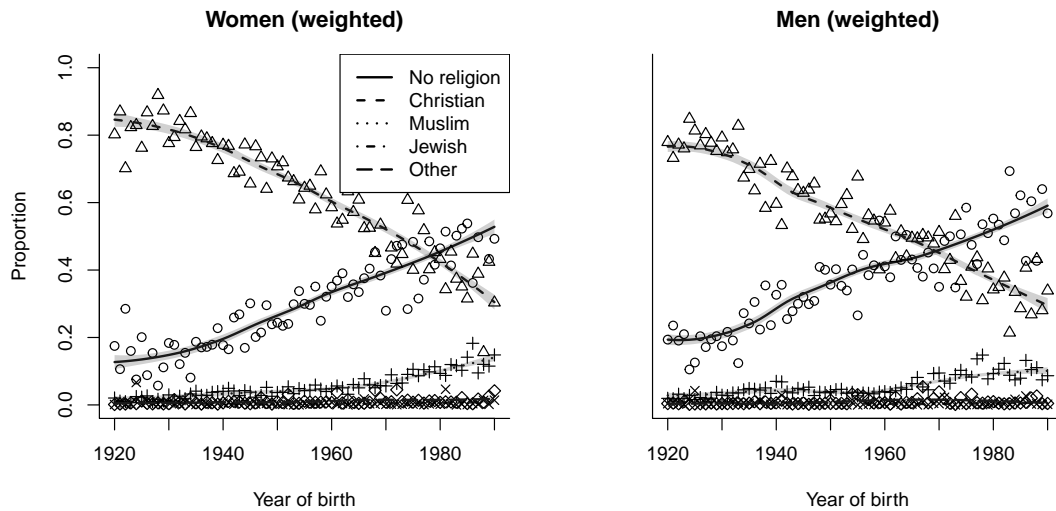 Women (weighted)
Men (weighted)
Proportion
0.0
0.2
0.4
0.6
0.8
1.0
No religion
Christian
Muslim
Jewish
Other
1920 1940 1960 1980
1920 1940 1960 1980
Year of birth
Year of birth